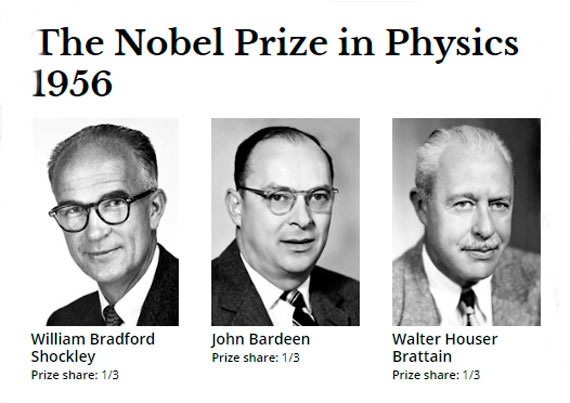 The Nobel Prize in Physics
1956
William Bradford
Shockley
Prize share: 1/3
John Bardeen
Prize share: 1/3
Walter Houser
Brattain
Prize share: 1/3